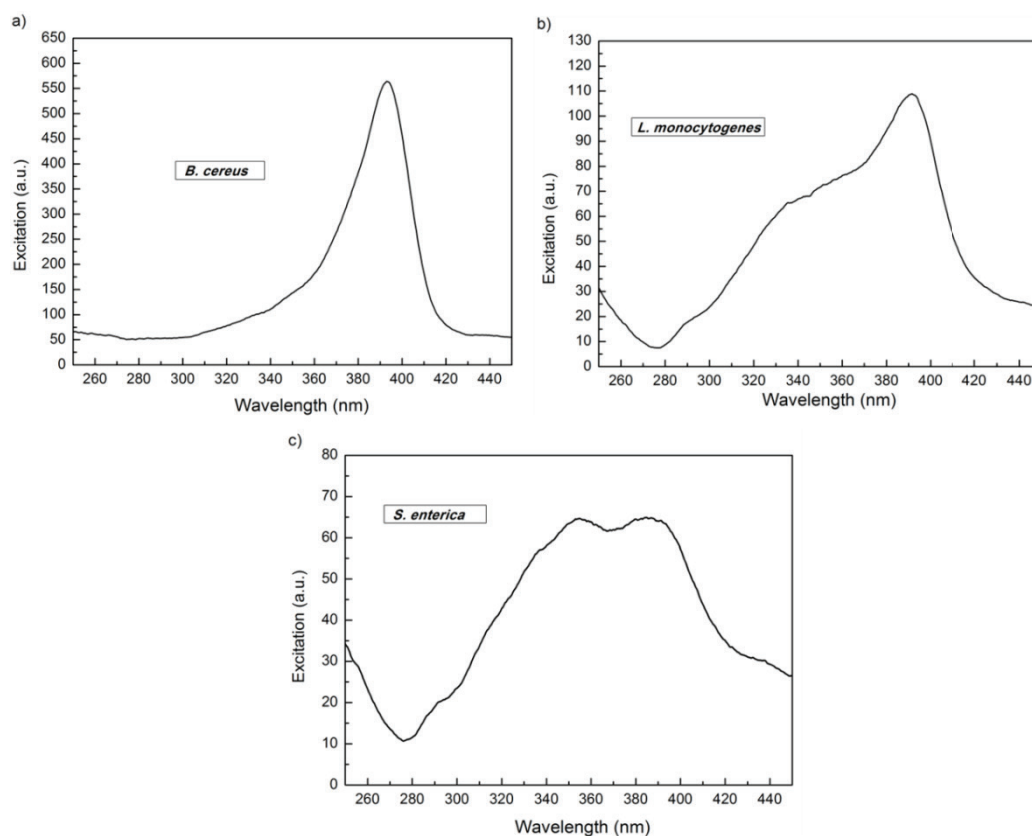 a)
650
600
550
500
450
400
350
300
250
200
150
100
50
0
Excitation (a.u.)
B. cereus
260 280 300 320 340 360 380 400 420 440
Wavelength (nm)
b)
130
120
110
100
90
80
70
60
50
40
30
20
10
0
Excitation (a.u.)
L. monocytogenes
260 280 300 320 340 360 380 400 420 440
Wavelength (nm)
c)
80
70
60
50
40
30
20
10
0
Excitation (a.u.)
S. enterica
260 280 300 320 340 360 380 400 420 440
Wavelength (nm)